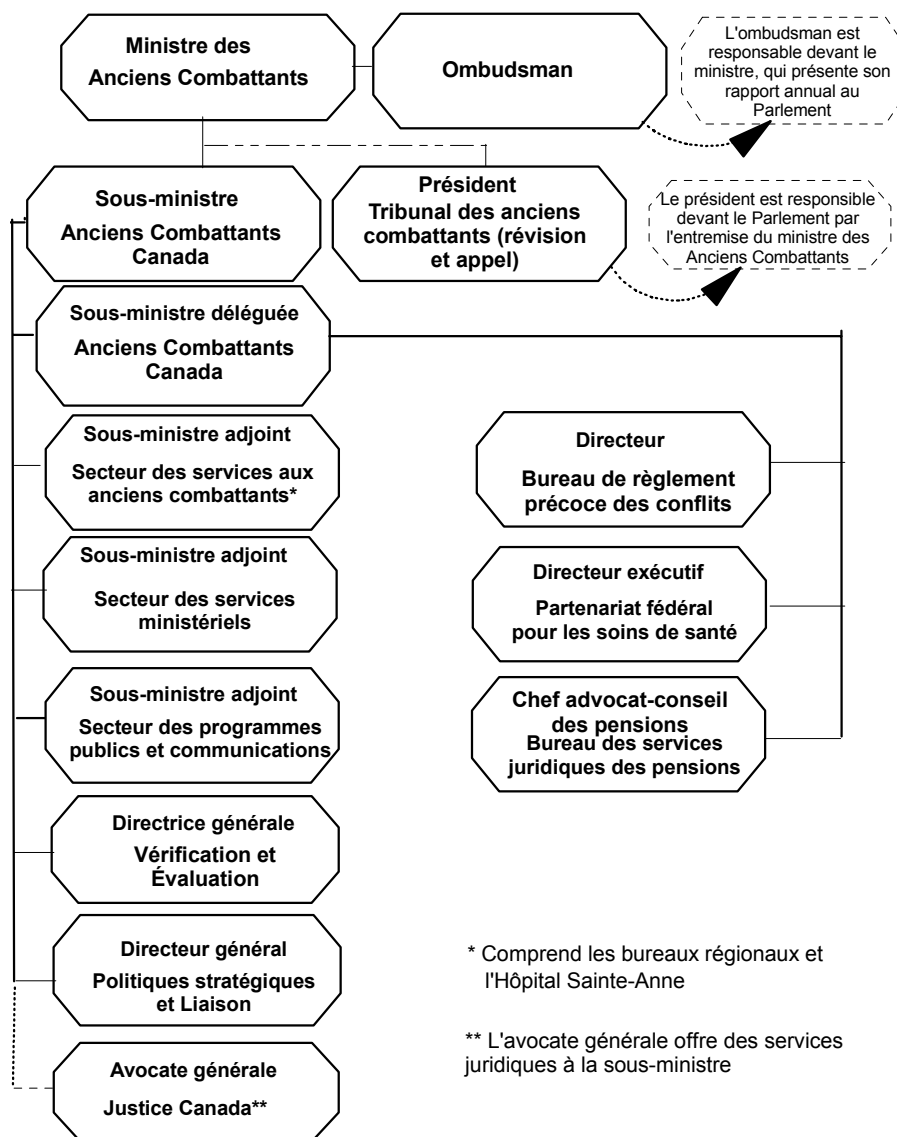 Ministre des
Anciens Combattants
Ombudsman
L'ombudsman est
responsable devant le
ministre, qui présente son
rapport annual au
Parlement
Sous-ministre
Anciens Combattants
Canada
Président
Tribunal des anciens
combattants (révision
et appel)
Le président est responsible
devant le Parlement par
l'entremise du ministre des
Anciens Combattants
Sous-ministre déléguée
Anciens Combattants
Canada
Sous-ministre adjoint
Secteur des services aux
anciens combattants*
Directeur
Bureau de règlement
précoce des conflits
Sous-ministre adjoint
Secteur des services
ministériels
Directeur exécutif
Partenariat fédéral
pour les soins de santé
Sous-ministre adjoint
Secteur des programmes
publics et communications
Chef advocat-conseil
des pensions
Bureau des services
juridiques des pensions
Directrice générale
Vérification et
Évaluation
Directeur général
Politiques stratégiques
et Liaison
* Comprend les bureaux régionaux et
l'Hôpital Sainte-Anne
** L'avocate générale offre des services
juridiques à la sous-ministre
Avocate générale
Justice Canada**